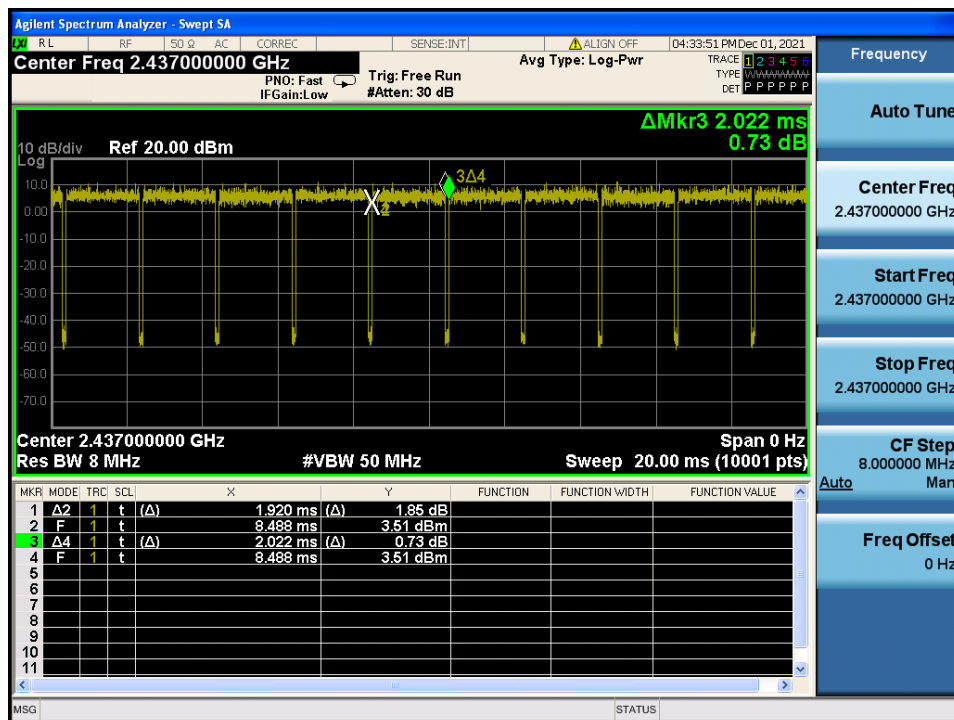 Agilent Spectrum Analyzer - Swept SA
LXI RL RF 50 Ω AC CORREC SENSE:INT ALIGN OFF 04:33:51 PM Dec 01, 2021
Center Freq 2.437000000 GHz
PNO: Fast
IFGain:Low
Trig: Free Run
#Atten: 30 dB
Avg Type: Log-Pwr
TRACE 1 2 3 4 5 6
TYPE
DET P P P P P P
ΔMkr3 2.022 ms
0.73 dB
10 dB/div Ref 20.00 dBm
Log
10.0
0.00
-10.0
-20.0
-30.0
-40.0
-50.0
-60.0
-70.0
3Δ4
Center 2.437000000 GHz Span 0 Hz
Res BW 8 MHz #VBW 50 MHz Sweep 20.00 ms (10001 pts)
MKR MODE TRC SCL X Y FUNCTION FUNCTION WIDTH FUNCTION VALUE
1 Δ2 1 t (Δ) 1.920 ms (Δ) 1.85 dB
2 F 1 t 8.488 ms 3.51 dBm
3 Δ4 1 t (Δ) 2.022 ms (Δ) 0.73 dB
4 F 1 t 8.488 ms 3.51 dBm
5
6
7
8
9
10
11
MSG STATUS
Frequency
Auto Tune
Center Freq
2.437000000 GHz
Start Freq
2.437000000 GHz
Stop Freq
2.437000000 GHz
CF Step
8.000000 MHz
Auto Man
Freq Offset
0 Hz